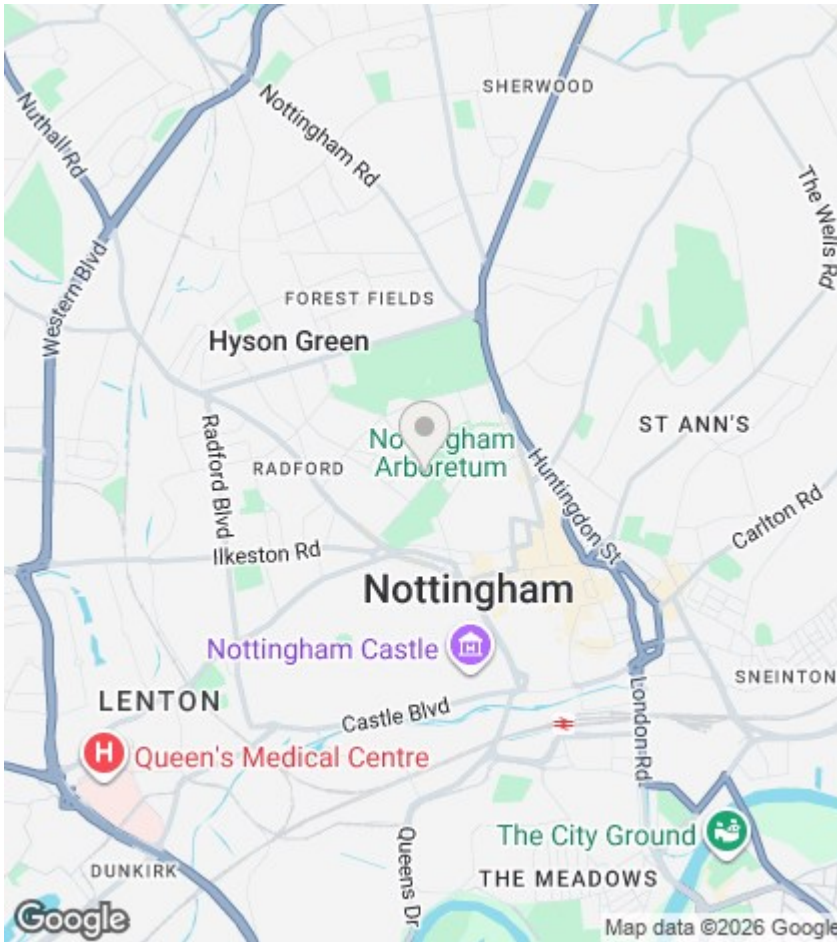 SHERWOOD
Nuthall Rd
Nottingham Rd
The Wells Rd
Western Blvd
FOREST FIELDS
Hyson Green
Radford Blvd
Nottingham
Arboretum
ST ANN'S
RADFORD
Huntingdon St
Carlton Rd
Ilkeston Rd
Nottingham
Nottingham Castle
SNEINTON
LENTON
Castle Blvd
London Rd
H
Queen's Medical Centre
Queens Dr
The City Ground
DUNKIRK
THE MEADOWS
Google
Map data ©2026 Google